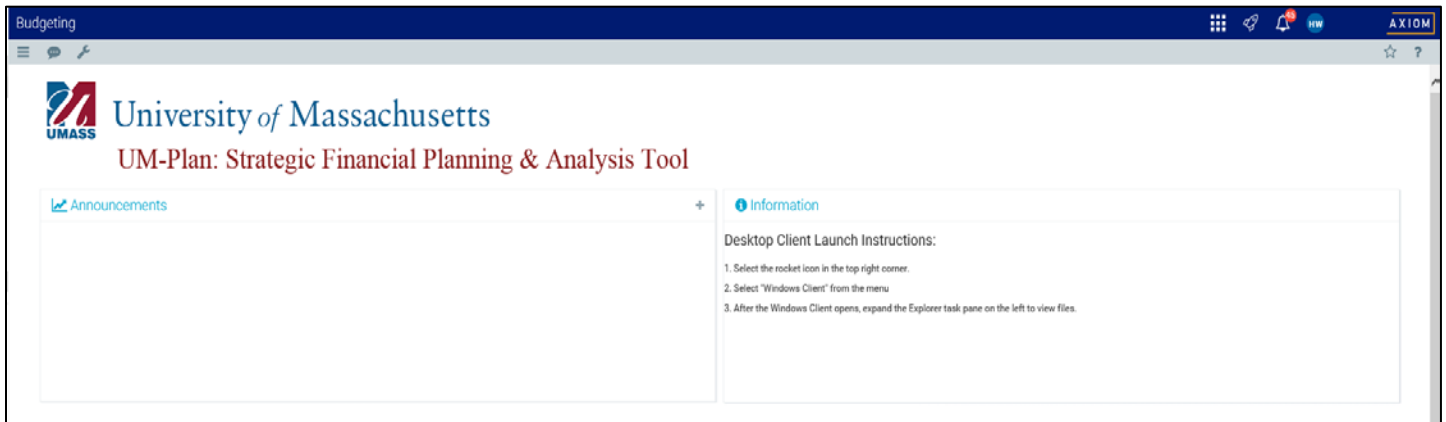 Budgeting
HW
AXIOM
?
UMASS
University of Massachusetts
UM-Plan: Strategic Financial Planning & Analysis Tool
Announcements
+
Information
Desktop Client Launch Instructions:
1. Select the rocket icon in the top right corner.
2. Select "Windows Client" from the menu
3. After the Windows Client opens, expand the Explorer task pane on the left to view files.